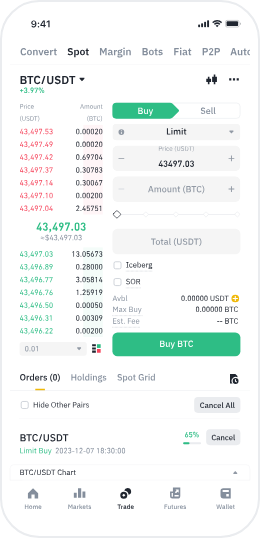 9:41
Convert Spot Margin Bots Fiat P2P Auto
BTC/USDT
+3.97%
Price (USDT) Amount (BTC)
43,497.53 0.00020
43,497.49 0.00020
43,497.42 0.69704
43,497.37 0.30783
43,497.14 0.30067
43,497.10 0.00200
43,497.04 2.45751
43,497.03
≈$43,497.03
43,497.03 13.05673
43,496.89 0.28000
43,496.77 3.05814
43,496.76 1.25919
43,496.50 0.00050
43,496.31 0.00309
43,496.22 0.00200
0.01
Buy Sell
Limit
Price (USDT)
43497.03
Amount (BTC)
Total (USDT)
Iceberg
SOR
Avbl 0.00000 USDT
Max Buy 0.00000 BTC
Est. Fee -- BTC
Buy BTC
Orders (0) Holdings Spot Grid
Hide Other Pairs Cancel All
BTC/USDT 65% Cancel
Limit Buy 2023-12-07 18:30:00
BTC/USDT Chart
Home Markets Trade Futures Wallet